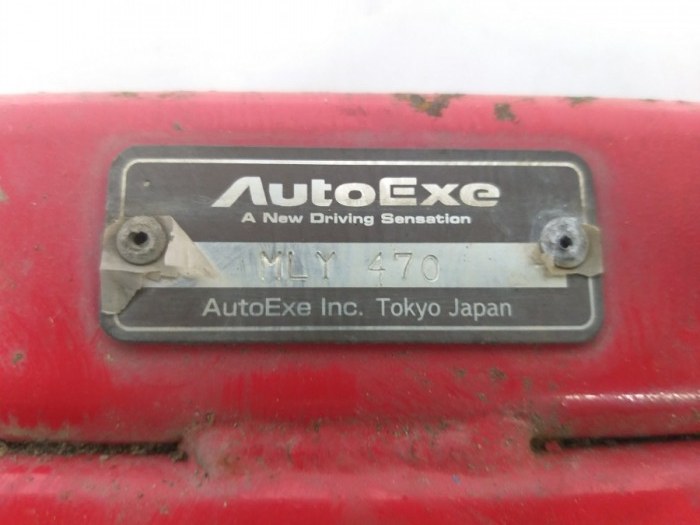 AutoExe
A New Driving Sensation
MLY 470
AutoExe Inc. Tokyo Japan